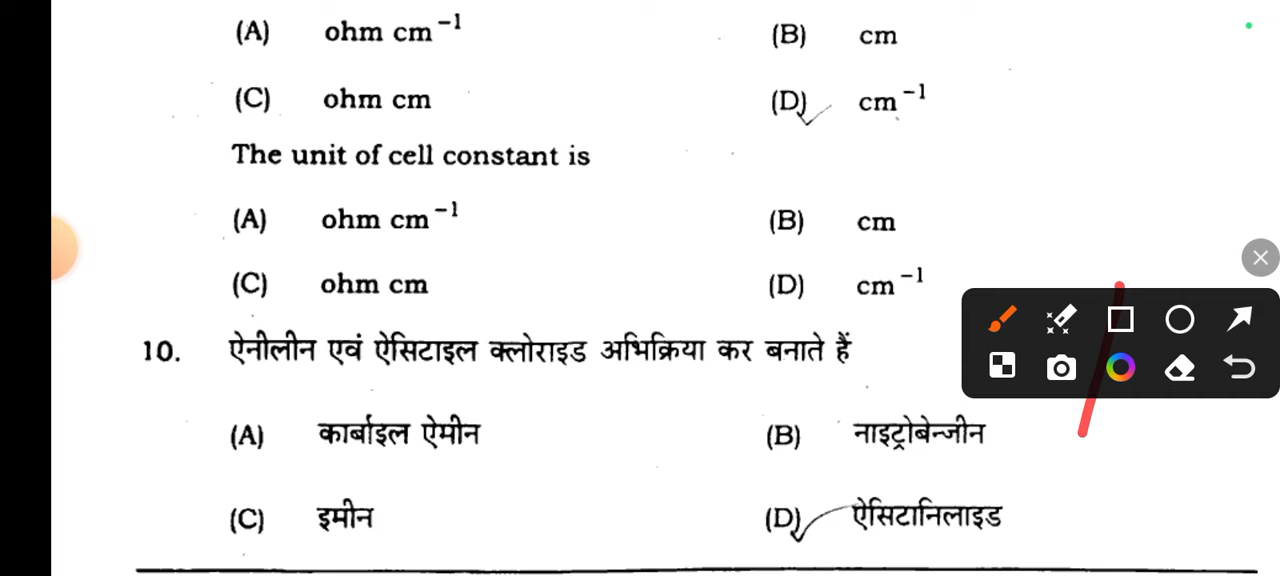 (A) ohm cm⁻¹ (B) cm
(C) ohm cm (D) cm⁻¹
The unit of cell constant is
(A) ohm cm⁻¹ (B) cm
(C) ohm cm (D) cm⁻¹
10. ऐनीलीन एवं ऐसिटाइल क्लोराइड अभिक्रिया कर बनाते हैं
(A) कार्बाइल ऐमीन (B) नाइट्रोबेन्जीन
(C) इमीन (D) ऐसिटानिलाइड